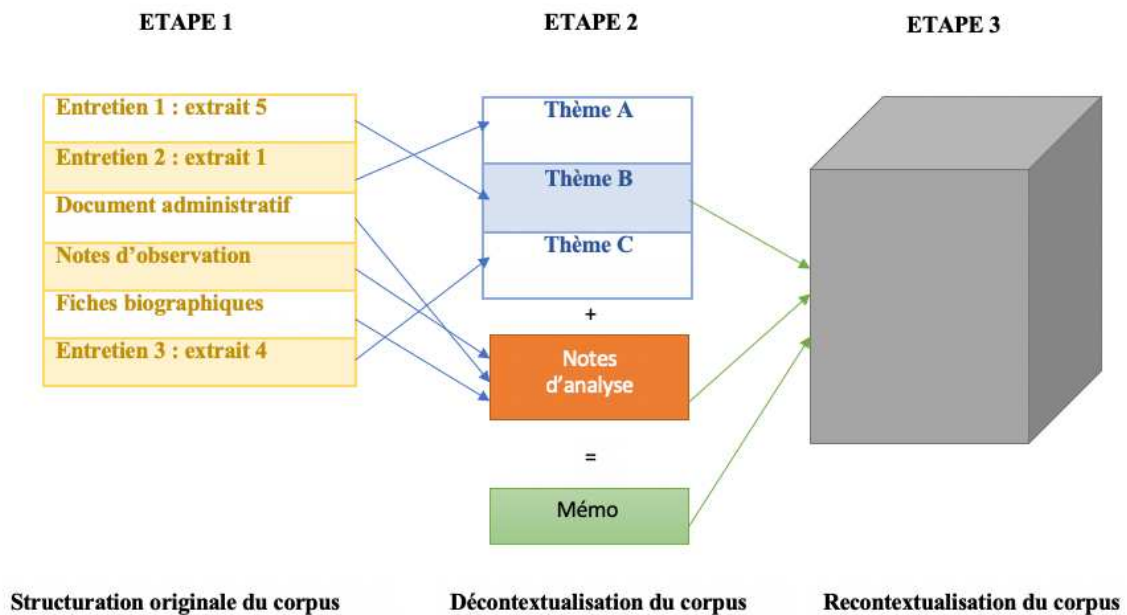 ETAPE 1
ETAPE 2
ETAPE 3
Entretien 1 : extrait 5
Entretien 2 : extrait 1
Document administratif
Notes d’observation
Fiches biographiques
Entretien 3 : extrait 4
Thème A
Thème B
Thème C
+
Notes
d’analyse
=
Mémo
Structuration originale du corpus
Décontextualisation du corpus
Recontextualisation du corpus